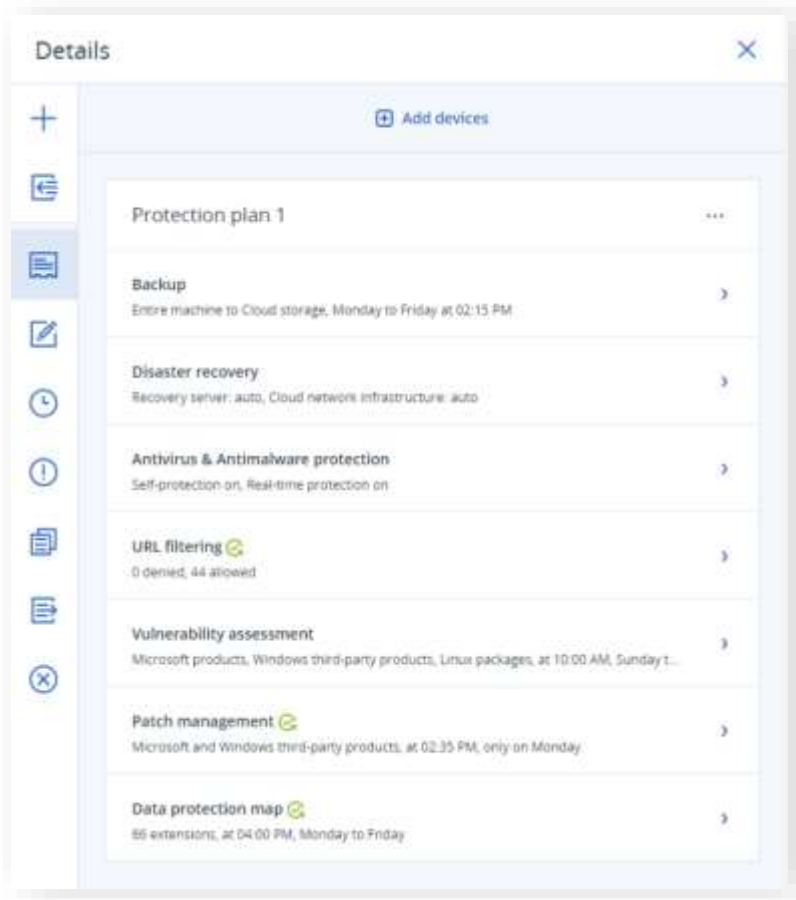 Details
Add devices
Protection plan 1
Backup
Entire machine to Cloud storage, Monday to Friday at 02:15 PM
Disaster recovery
Recovery server: auto, Cloud network infrastructure: auto
Antivirus & Antimalware protection
Self-protection on, Real-time protection on
URL filtering
0 denied, 44 allowed
Vulnerability assessment
Microsoft products, Windows third-party products, Linux packages, at 10:00 AM, Sunday t...
Patch management
Microsoft and Windows third-party products, at 02:35 PM, only on Monday
Data protection map
66 extensions, at 04:00 PM, Monday to Friday